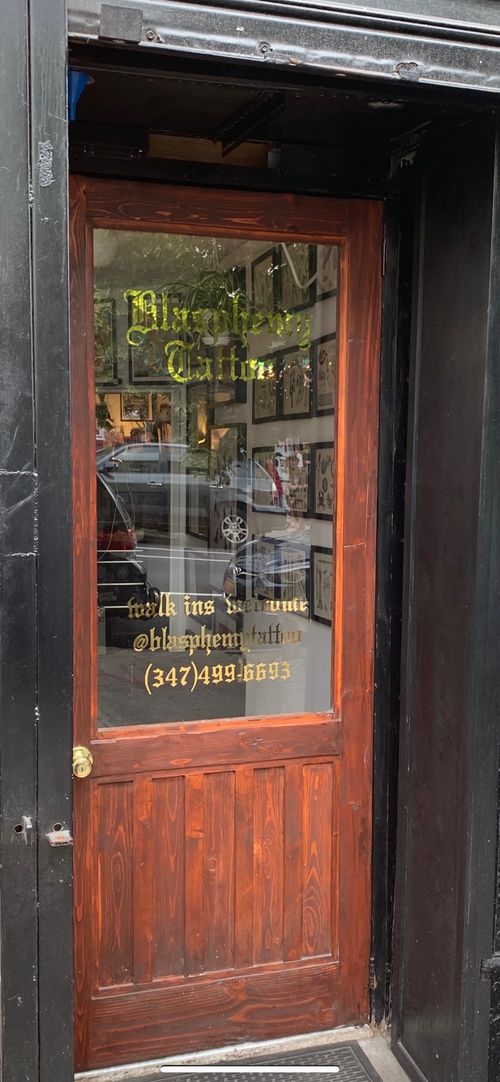 Blasphemy
Tattoo
walk ins welcome
@blasphemytattoo
(347)499-6693